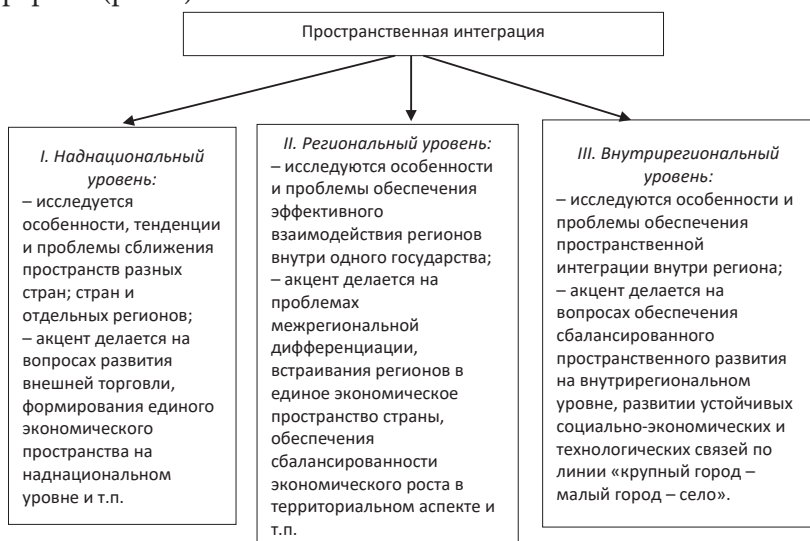 Пространственная интеграция
I. Наднациональный
уровень:
– исследуется
особенности, тенденции
и проблемы сближения
пространств разных
стран; стран и
отдельных регионов;
– акцент делается на
вопросах развития
внешней торговли,
формирования единого
экономического
пространства на
наднациональном
уровне и т.п.
II. Региональный уровень:
– исследуются особенности
и проблемы обеспечения
эффективного
взаимодействия регионов
внутри одного государства;
– акцент делается на
проблемах
межрегиональной
дифференциации,
встраивания регионов в
единое экономическое
пространство страны,
обеспечения
сбалансированности
экономического роста в
территориальном аспекте и
т.п.
III. Внутрирегиональный
уровень:
– исследуются особенности и
проблемы обеспечения
пространственной
интеграции внутри региона;
– акцент делается на
вопросах обеспечения
сбалансированного
пространственного развития
на внутрирегиональном
уровне, развитии устойчивых
социально-экономических и
технологических связей по
линии «крупный город –
малый город – село».